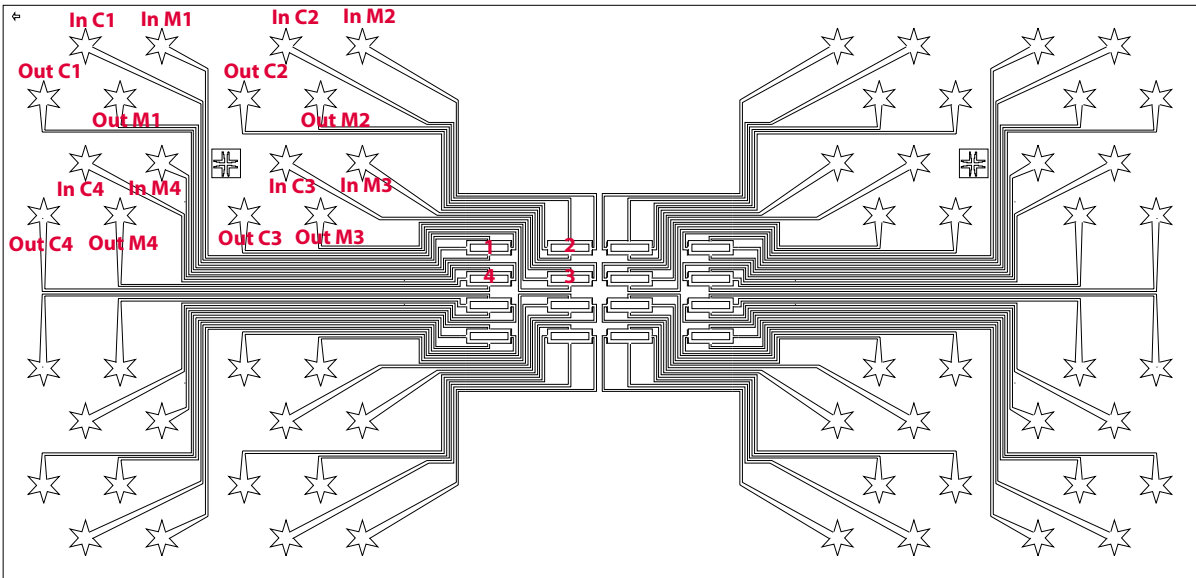 In C1
In M1
In C2
In M2
Out C1
Out C2
Out M1
Out M2
In C4
In M4
In C3
In M3
Out C4
Out M4
Out C3
Out M3
1
2
4
3